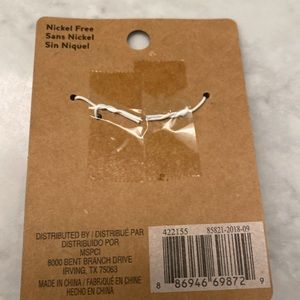 Nickel Free
Sans Nickel
Sin Niquel
DISTRIBUTED BY / DISTRIBUÉ PAR
DISTRIBUIDO POR
MSPCI
8000 BENT BRANCH DRIVE
IRVING, TX 75063
MADE IN CHINA / FABRIQUÉ EN CHINE
HECHO EN CHINA
422155 85821-2018-09
8 86946 69872 9